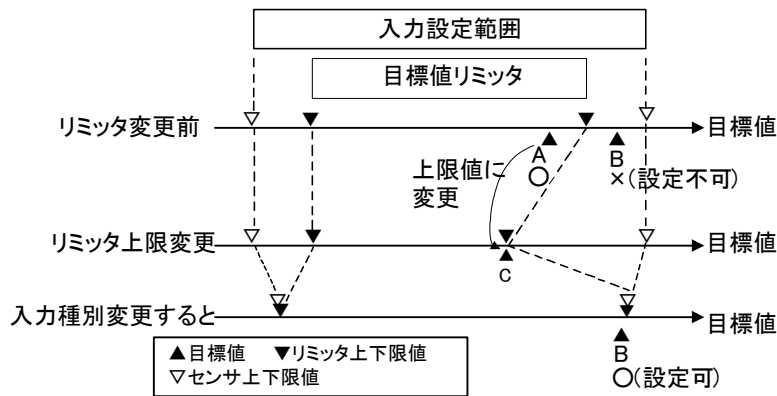 入力設定範囲
目標値リミッタ
リミッタ変更前
目標値
A
○
B
×(設定不可)
上限値に
変更
リミッタ上限変更
目標値
C
入力種別変更すると
目標値
B
○(設定可)
▲目標値 ▼リミッタ上下限値
▽センサ上下限値